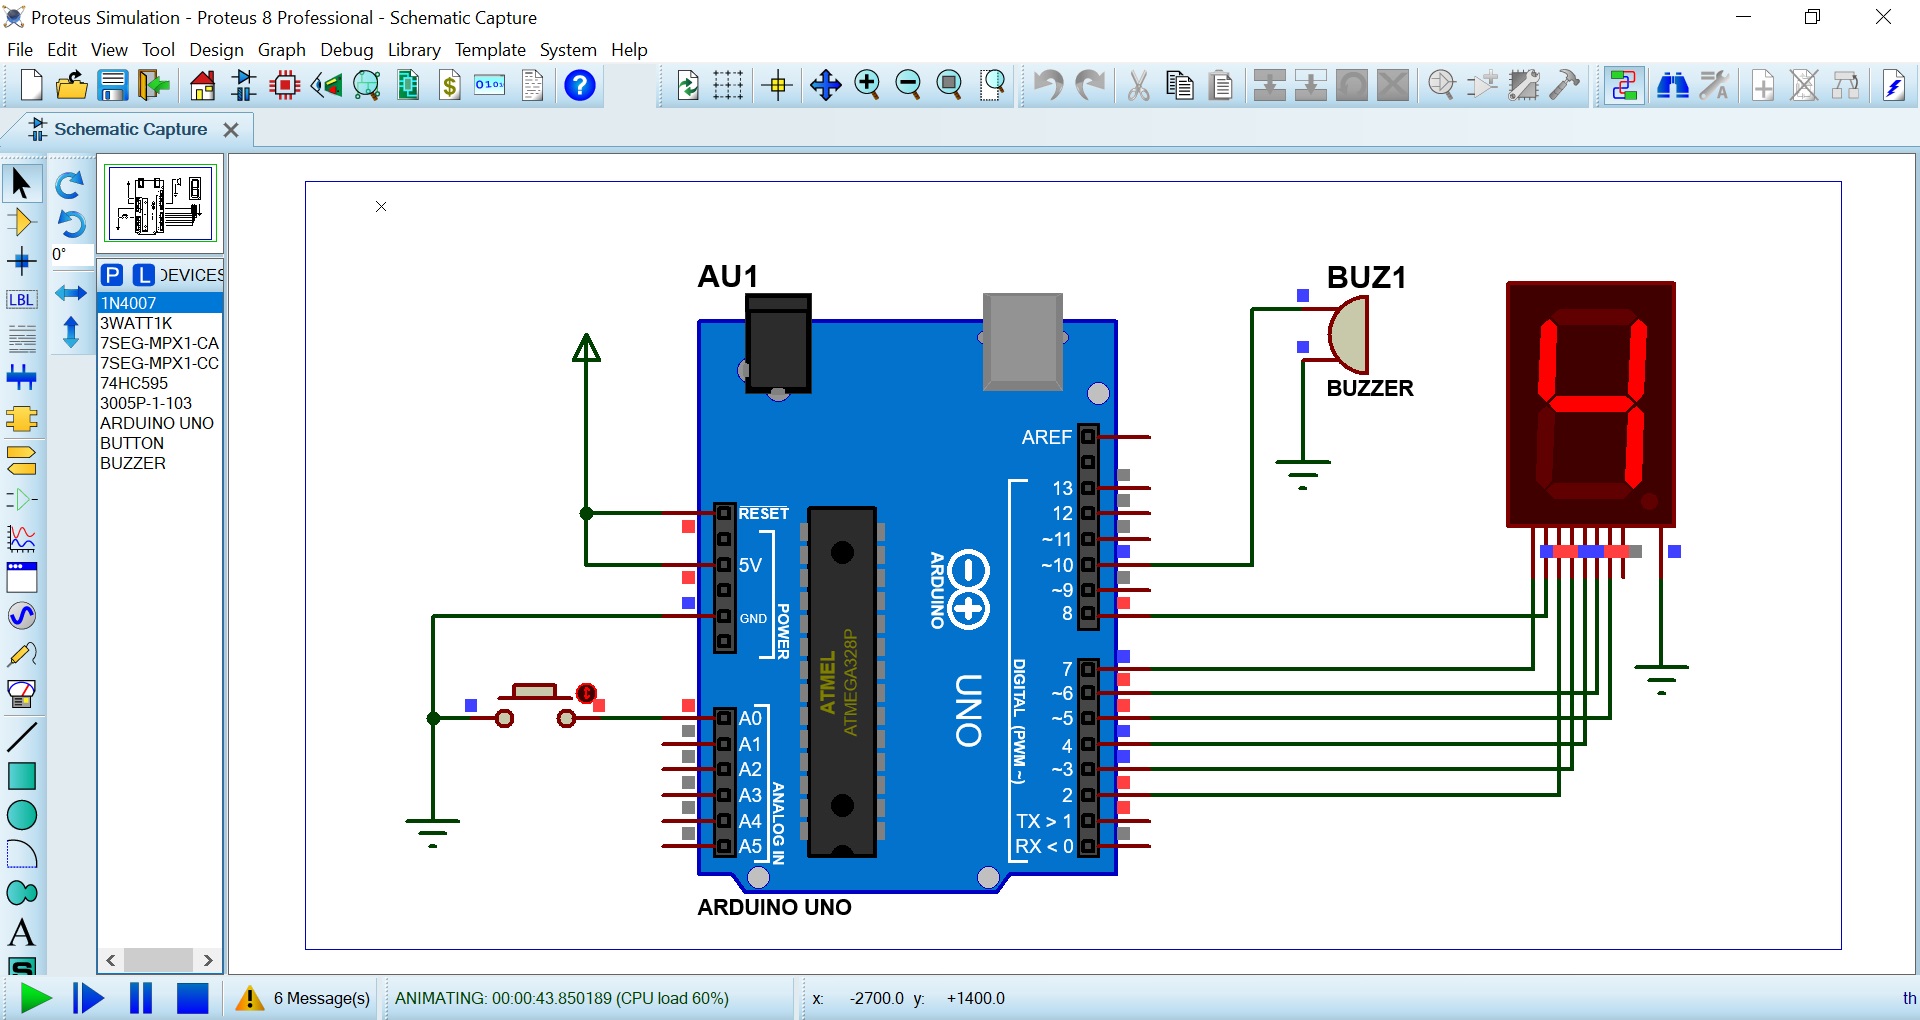 Proteus Simulation - Proteus 8 Professional - Schematic Capture
File Edit View Tool Design Graph Debug Library Template System Help
Schematic Capture
0°
P L DEVICES
1N4007
3WATT1K
7SEG-MPX1-CA
7SEG-MPX1-CC
74HC595
3005P-1-103
ARDUINO UNO
BUTTON
BUZZER
LBL
A
S
$
0101
?
AU1
BUZ1
BUZZER
AREF
13
12
~11
~10
~9
8
7
~6
~5
4
~3
2
TX > 1
RX < 0
DIGITAL (PWM ~)
RESET
5V
GND
POWER
A0
A1
A2
A3
A4
A5
ANALOG IN
ATMEL
ATMEGA328P
ARDUINO
UNO
ARDUINO UNO
4
6 Message(s) ANIMATING: 00:00:43.850189 (CPU load 60%) x: -2700.0 y: +1400.0 th